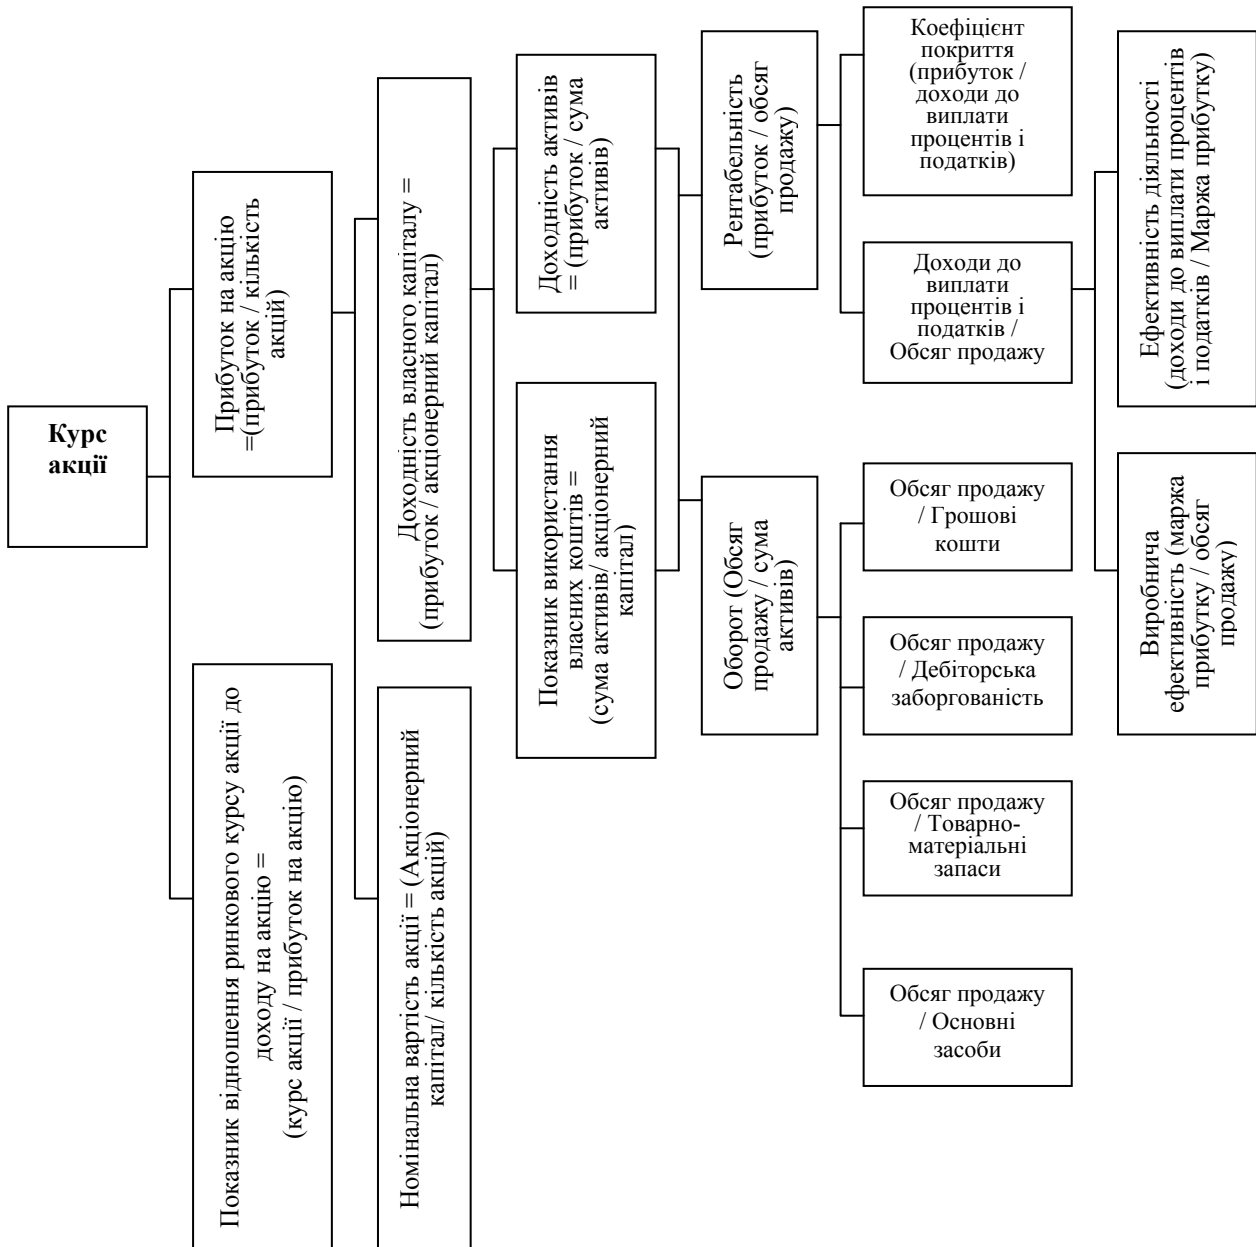 Курс
акції
Показник відношення ринкового курсу акції до
доходу на акцію =
(курс акції / прибуток на акцію)
Прибуток на акцію
=(прибуток / кількість
акцій)
Номінальна вартість акції = (Акціонерний
капітал/ кількість акцій)
Доходність власного капіталу =
(прибуток / акціонерний капітал)
Показник використання
власних коштів =
(сума активів/ акціонерний
капітал)
Доходність активів
= (прибуток / сума
активів)
Оборот (Обсяг
продажу / сума
активів)
Рентабельність
(прибуток / обсяг
продажу)
Обсяг продажу
/ Основні
засоби
Обсяг продажу
/ Товарно-
матеріальні
запаси
Обсяг продажу
/ Дебіторська
заборгованість
Обсяг продажу
/ Грошові
кошти
Доходи до
виплати
процентів і
податків /
Обсяг продажу
Коефіцієнт
покриття
(прибуток /
доходи до
виплати
процентів і
податків)
Виробнича
ефективність (маржа
прибутку / обсяг
продажу)
Ефективність діяльності
(доходи до виплати процентів
і податків / Маржа прибутку)